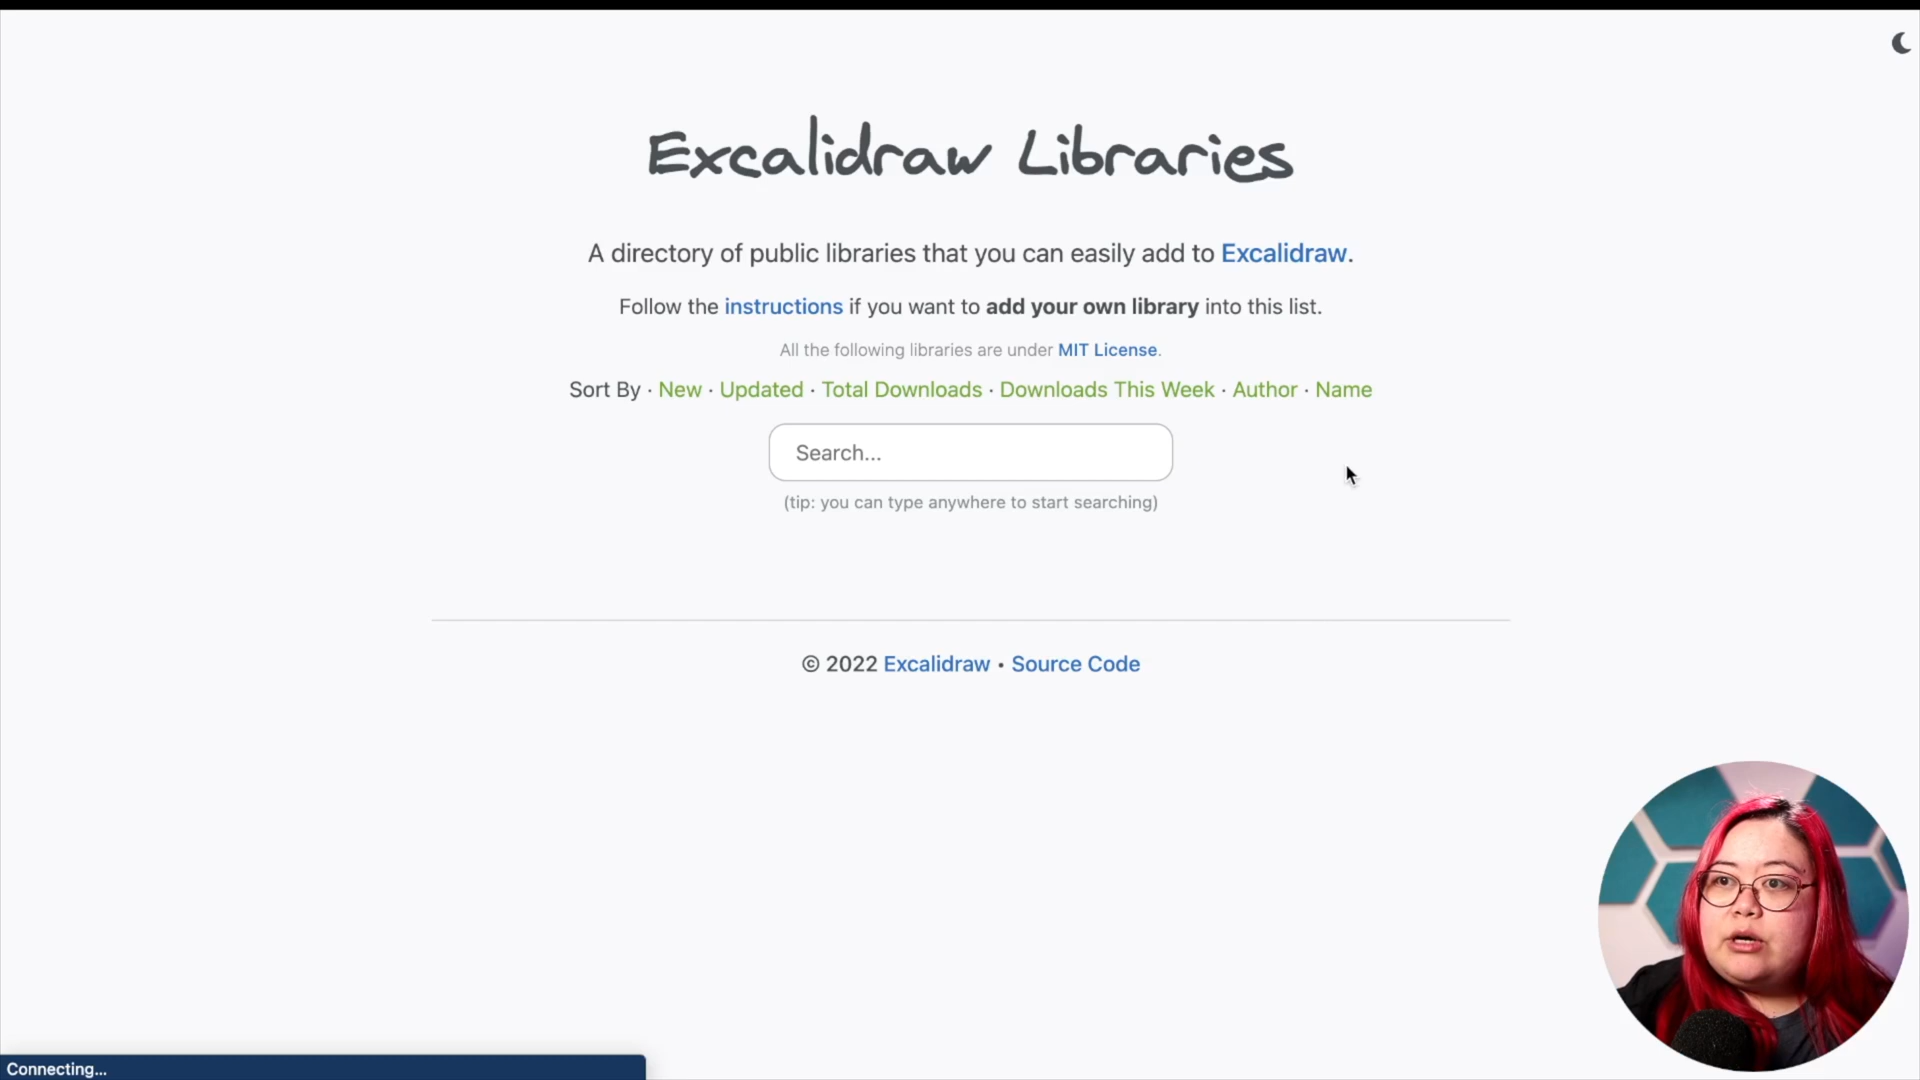 Excalidraw Libraries
A directory of public libraries that you can easily add to Excalidraw.
Follow the instructions if you want to add your own library into this list.
All the following libraries are under MIT License.
Sort By · New · Updated · Total Downloads · Downloads This Week · Author · Name
Search...
(tip: you can type anywhere to start searching)
© 2022 Excalidraw • Source Code
Connecting...